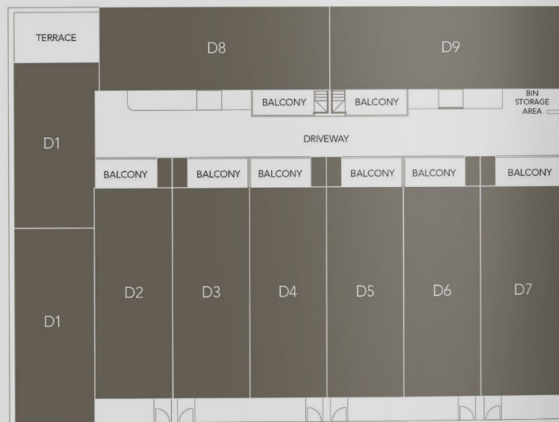 TERRACE
D8
D9
D1
BALCONY
BALCONY
BIN
STORAGE
AREA
DRIVEWAY
BALCONY
BALCONY
BALCONY
BALCONY
BALCONY
BALCONY
D2
D3
D4
D5
D6
D7
D1